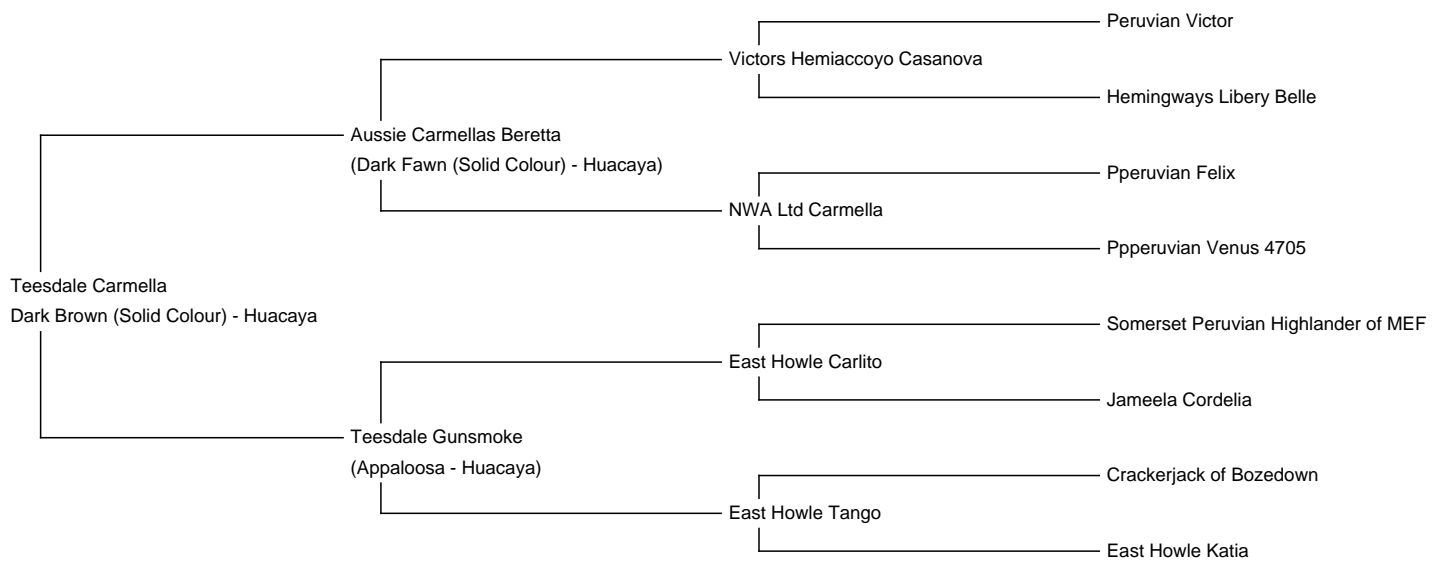 Peruvian Victor
Victors Hemiaccoyo Casanova
Hemingways Libery Belle
Aussie Carmellas Beretta
(Dark Fawn (Solid Colour) - Huacaya)
Pperuvian Felix
NWA Ltd Carmella
Ppperuvian Venus 4705
Teesdale Carmella
Dark Brown (Solid Colour) - Huacaya
Somerset Peruvian Highlander of MEF
East Howle Carlito
Jameela Cordelia
Teesdale Gunsmoke
(Appaloosa - Huacaya)
Crackerjack of Bozedown
East Howle Tango
East Howle Katia